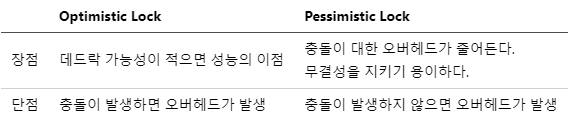 Optimistic Lock Pessimistic Lock
장점 데드락 가능성이 적으면 성능의 이점 충돌이 대한 오버헤드가 줄어든다.
무결성을 지키기 용이하다.
단점 충돌이 발생하면 오버헤드가 발생 충돌이 발생하지 않으면 오버헤드가 발생